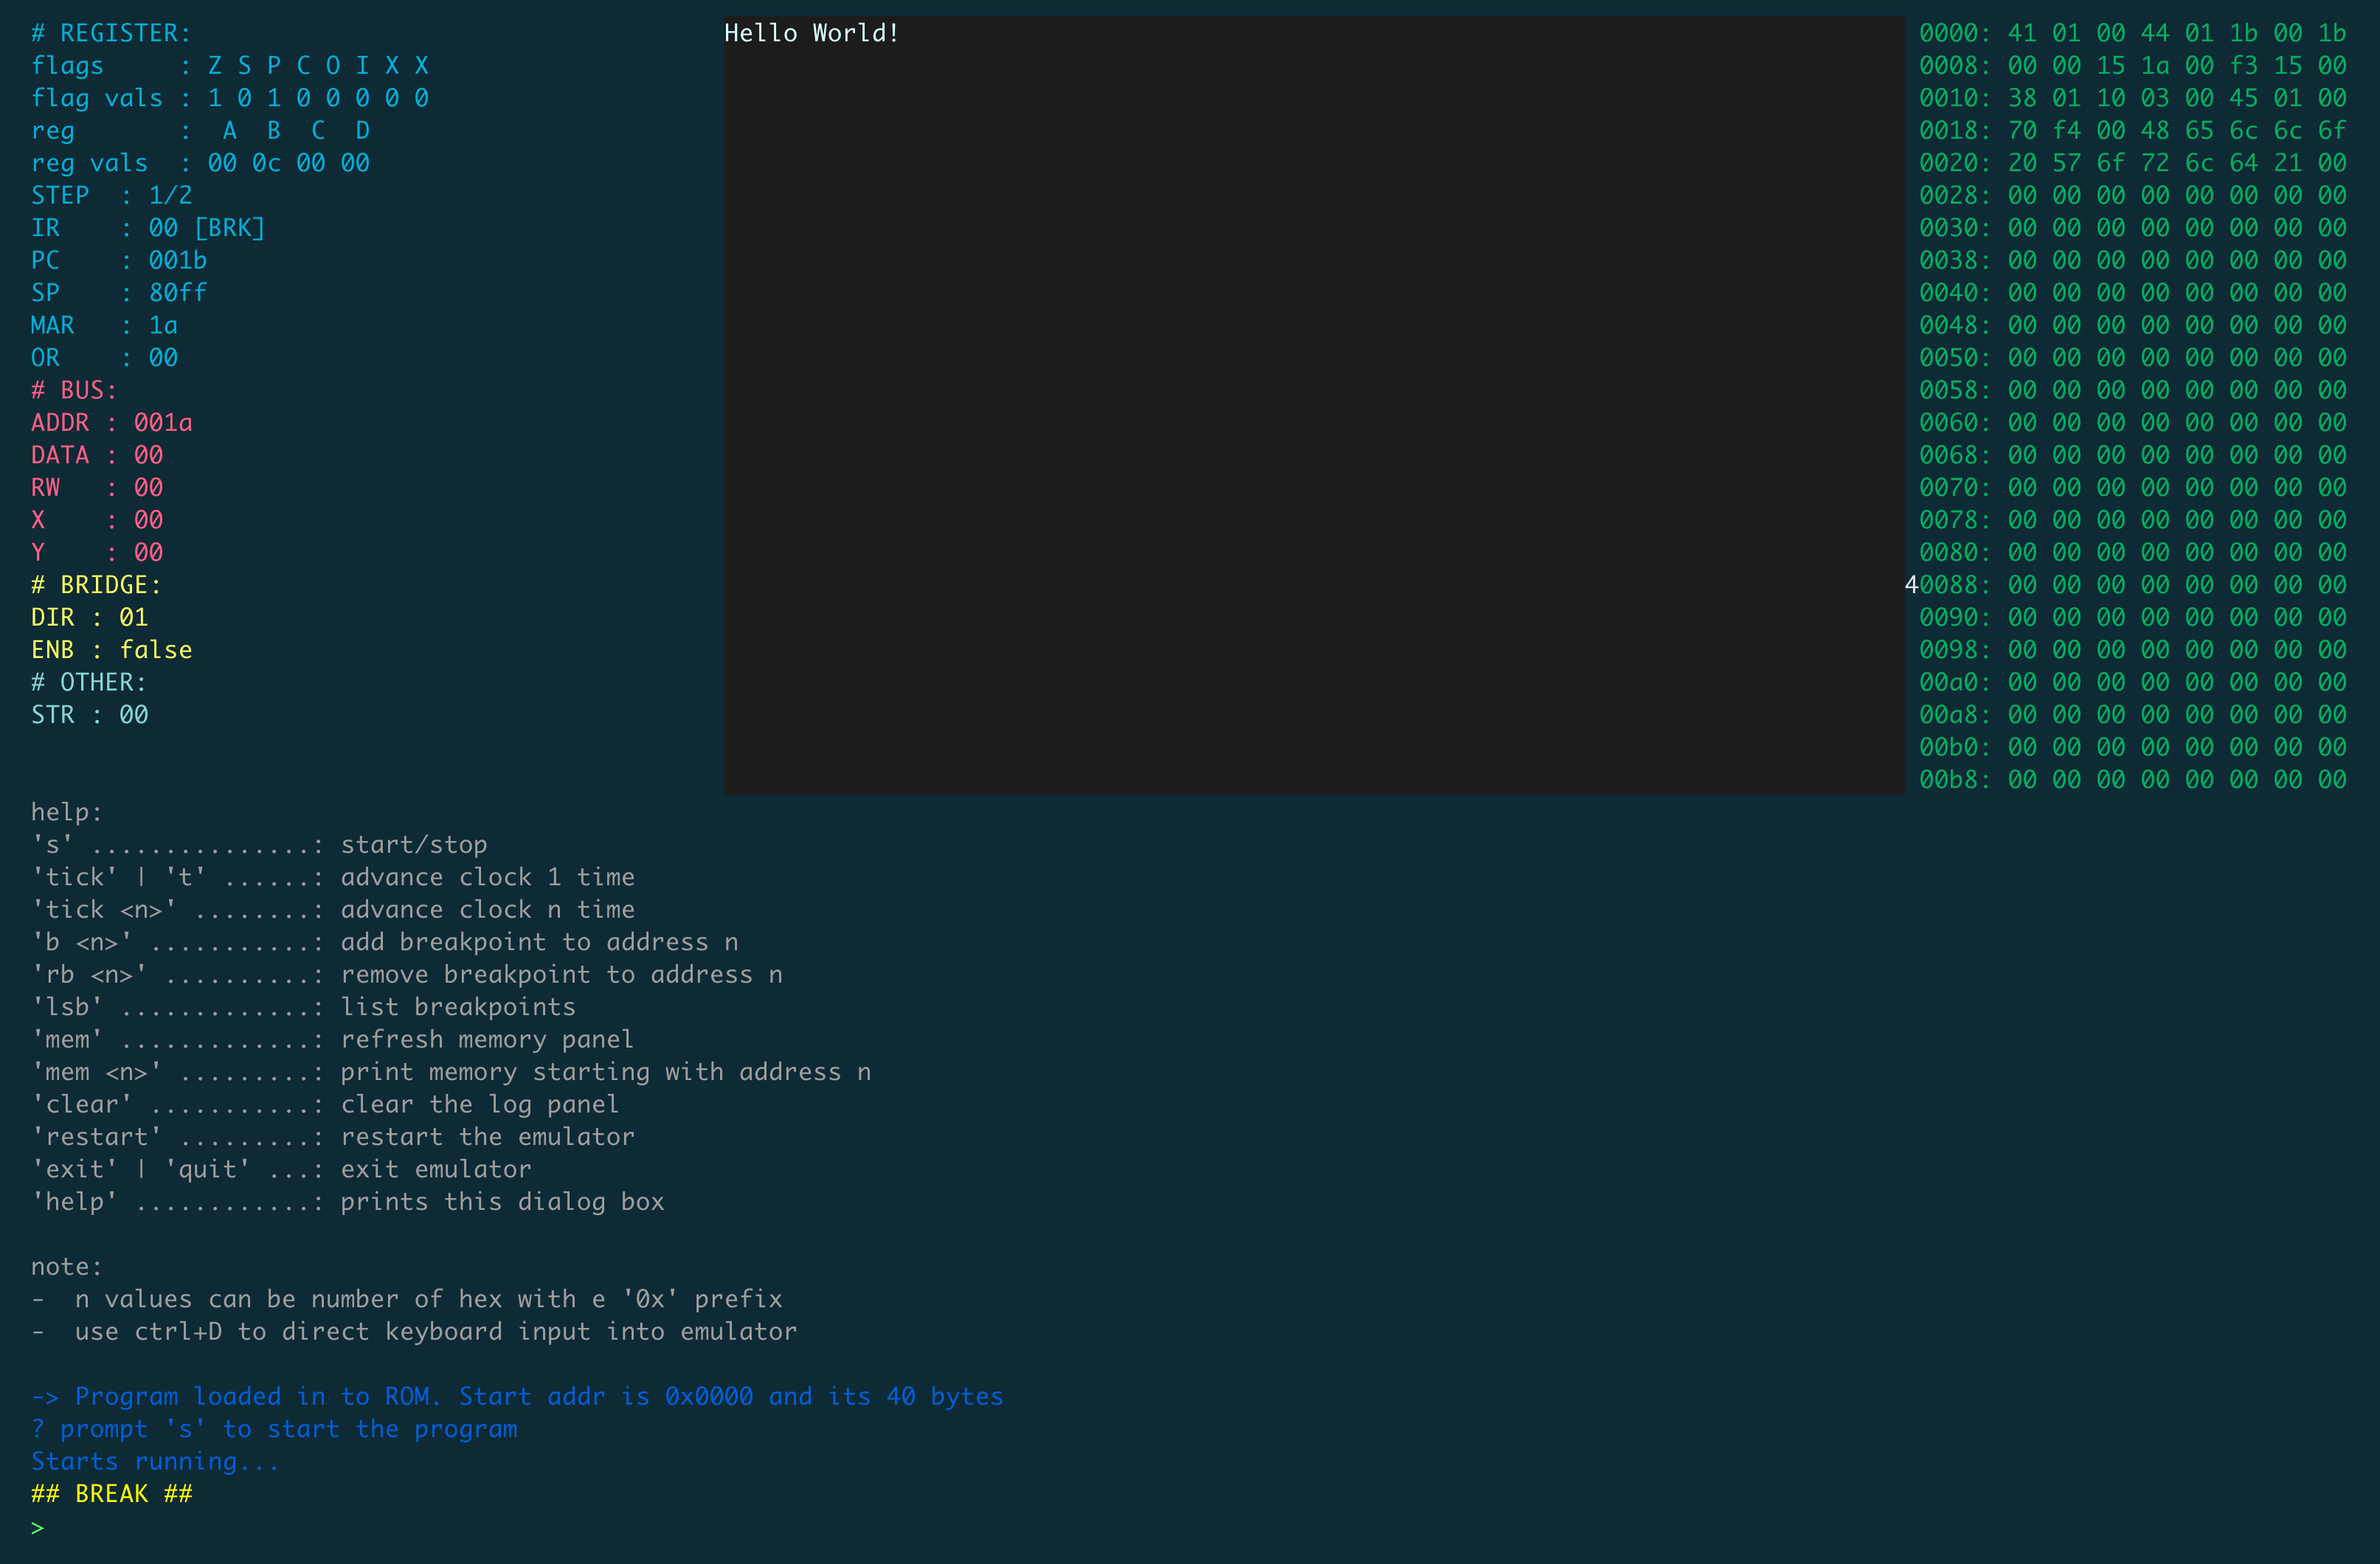 # REGISTER:
flags     : Z S P C O I X X
flag vals : 1 0 1 0 0 0 0 0
reg       :  A  B  C  D
reg vals  : 00 0c 00 00
STEP  : 1/2
IR    : 00 [BRK]
PC    : 001b
SP    : 80ff
MAR   : 1a
OR    : 00
# BUS:
ADDR : 001a
DATA : 00
RW   : 00
X    : 00
Y    : 00
# BRIDGE:
DIR : 01
ENB : false
# OTHER:
STR : 00
Hello World!
0000: 41 01 00 44 01 1b 00 1b
0008: 00 00 15 1a 00 f3 15 00
0010: 38 01 10 03 00 45 01 00
0018: 70 f4 00 48 65 6c 6c 6f
0020: 20 57 6f 72 6c 64 21 00
0028: 00 00 00 00 00 00 00 00
0030: 00 00 00 00 00 00 00 00
0038: 00 00 00 00 00 00 00 00
0040: 00 00 00 00 00 00 00 00
0048: 00 00 00 00 00 00 00 00
0050: 00 00 00 00 00 00 00 00
0058: 00 00 00 00 00 00 00 00
0060: 00 00 00 00 00 00 00 00
0068: 00 00 00 00 00 00 00 00
0070: 00 00 00 00 00 00 00 00
0078: 00 00 00 00 00 00 00 00
0080: 00 00 00 00 00 00 00 00
40088: 00 00 00 00 00 00 00 00
0090: 00 00 00 00 00 00 00 00
0098: 00 00 00 00 00 00 00 00
00a0: 00 00 00 00 00 00 00 00
00a8: 00 00 00 00 00 00 00 00
00b0: 00 00 00 00 00 00 00 00
00b8: 00 00 00 00 00 00 00 00
help:
's' ...............: start/stop
'tick' | 't' ......: advance clock 1 time
'tick <n>' ........: advance clock n time
'b <n>' ...........: add breakpoint to address n
'rb <n>' ..........: remove breakpoint to address n
'lsb' .............: list breakpoints
'mem' .............: refresh memory panel
'mem <n>' .........: print memory starting with address n
'clear' ...........: clear the log panel
'restart' .........: restart the emulator
'exit' | 'quit' ...: exit emulator
'help' ............: prints this dialog box
note:
-  n values can be number of hex with e '0x' prefix
-  use ctrl+D to direct keyboard input into emulator
-> Program loaded in to ROM. Start addr is 0x0000 and its 40 bytes
? prompt 's' to start the program
Starts running...
## BREAK ##
>